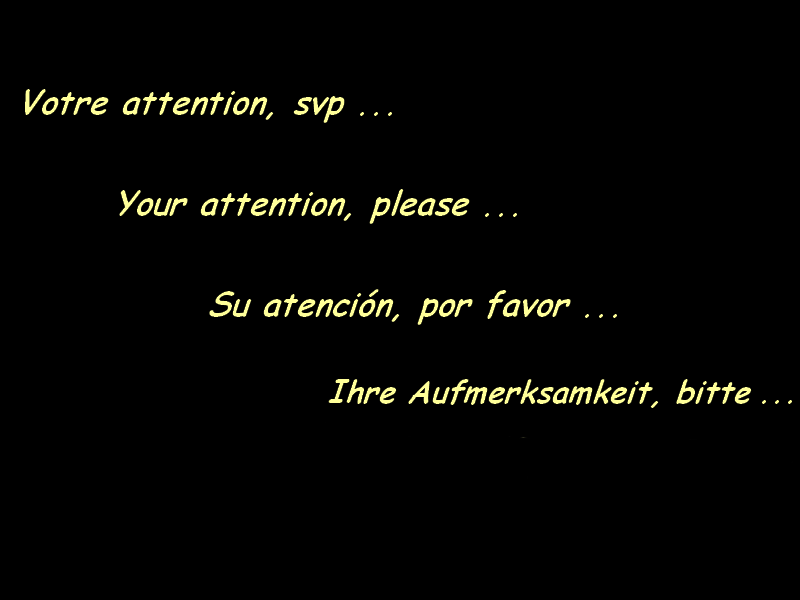 Votre attention, svp ...
Your attention, please ...
Su atención, por favor ...
Ihre Aufmerksamkeit, bitte ...